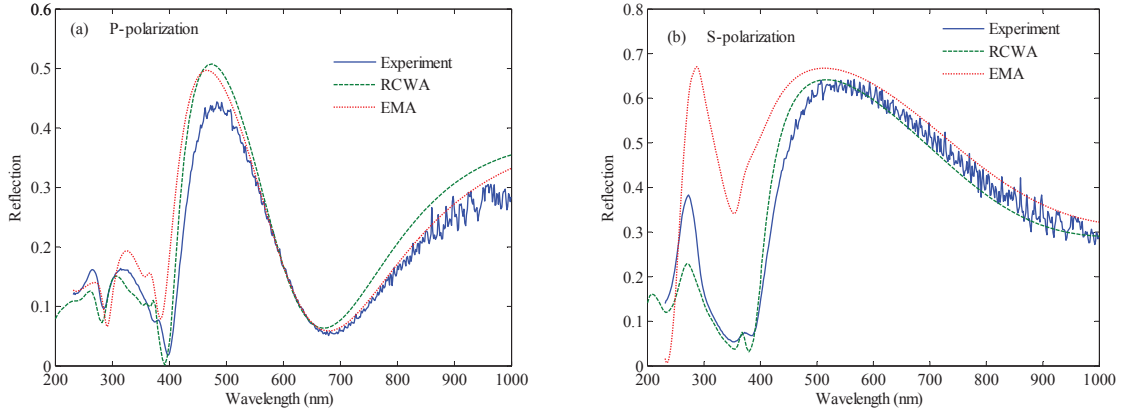 (a) P-polarization
Experiment
RCWA
EMA
Reflection
0.6
0.5
0.4
0.3
0.2
0.1
0
200 300 400 500 600 700 800 900 1000
Wavelength (nm)
(b) S-polarization
Experiment
RCWA
EMA
Reflection
0.8
0.7
0.6
0.5
0.4
0.3
0.2
0.1
0
200 300 400 500 600 700 800 900 1000
Wavelength (nm)